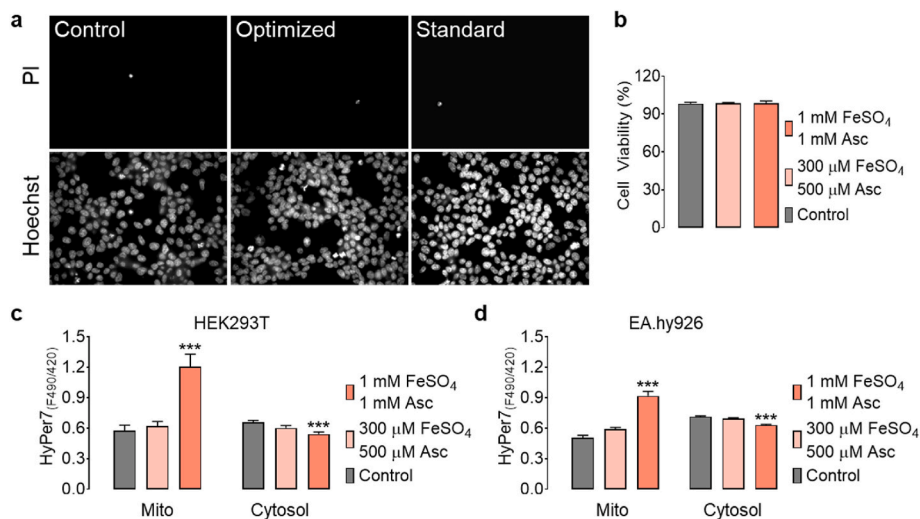 a
Control
Optimized
Standard
PI
Hoechst
b
Cell Viability (%)
120
90
60
30
0
1 mM FeSO₄
1 mM Asc
300 µM FeSO₄
500 µM Asc
Control
c
HEK293T
HyPer7(F490/420)
1.5
1.2
0.9
0.6
0.3
0.0
***
***
Mito
Cytosol
1 mM FeSO₄
1 mM Asc
300 µM FeSO₄
500 µM Asc
Control
d
EA.hy926
HyPer7(F490/420)
1.5
1.2
0.9
0.6
0.3
0.0
***
***
Mito
Cytosol
1 mM FeSO₄
1 mM Asc
300 µM FeSO₄
500 µM Asc
Control